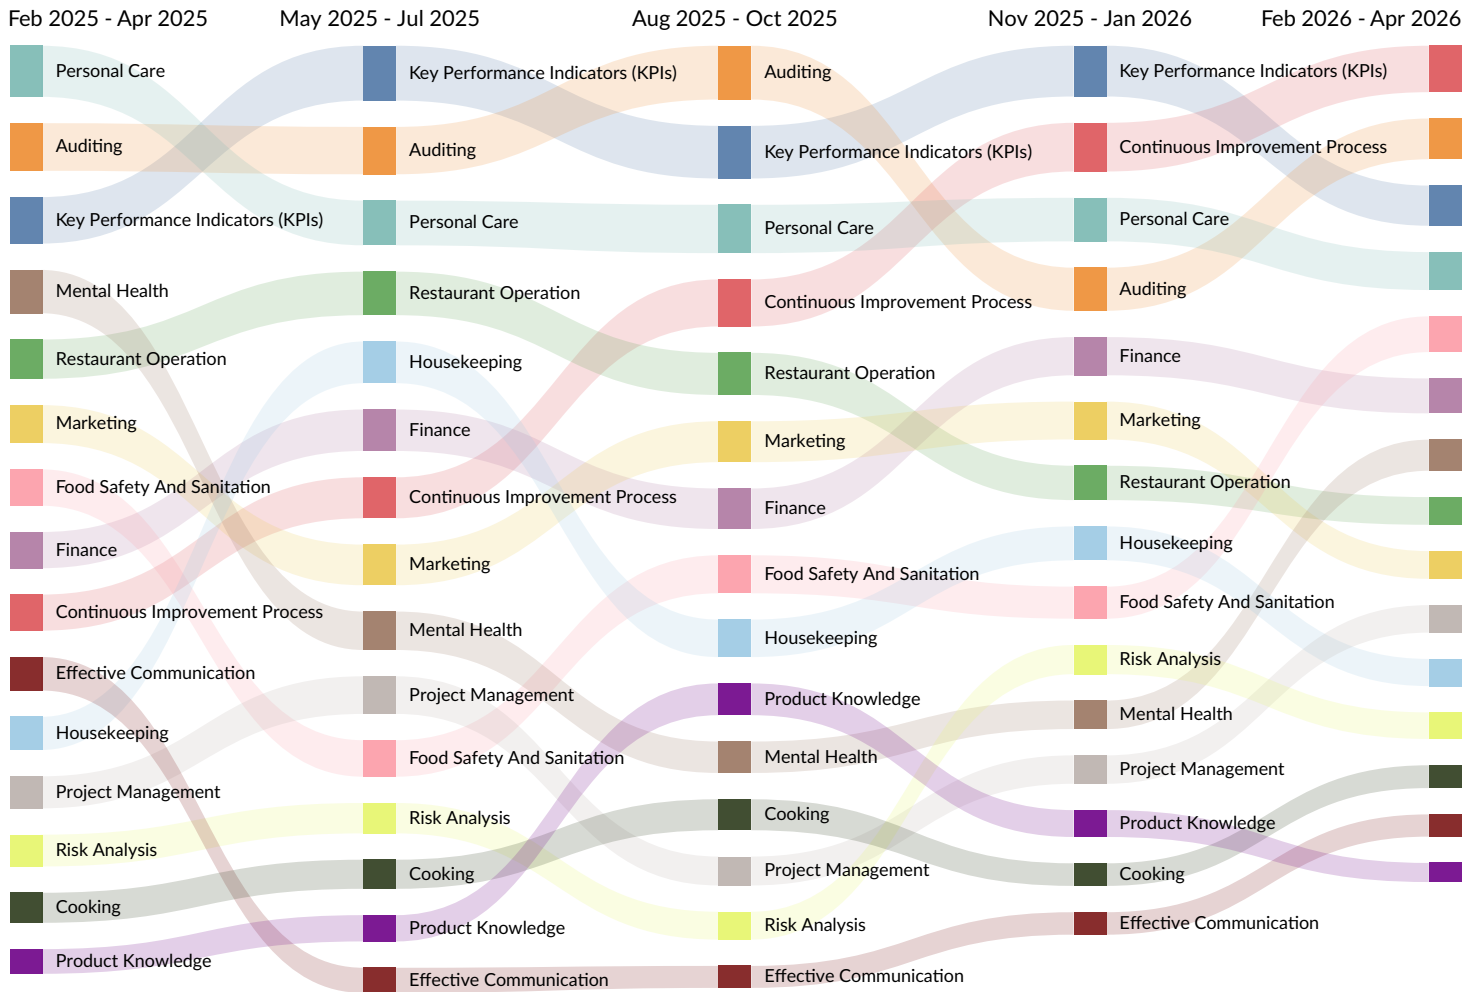 Feb 2025 - Apr 2025
May 2025 - Jul 2025
Aug 2025 - Oct 2025
Nov 2025 - Jan 2026
Feb 2026 - Apr 2026
Personal Care
Auditing
Key Performance Indicators (KPIs)
Mental Health
Restaurant Operation
Marketing
Food Safety And Sanitation
Finance
Continuous Improvement Process
Effective Communication
Housekeeping
Project Management
Risk Analysis
Cooking
Product Knowledge
Key Performance Indicators (KPIs)
Auditing
Personal Care
Restaurant Operation
Housekeeping
Finance
Continuous Improvement Process
Marketing
Mental Health
Project Management
Food Safety And Sanitation
Risk Analysis
Cooking
Product Knowledge
Effective Communication
Auditing
Key Performance Indicators (KPIs)
Personal Care
Continuous Improvement Process
Restaurant Operation
Marketing
Finance
Food Safety And Sanitation
Housekeeping
Product Knowledge
Mental Health
Cooking
Project Management
Risk Analysis
Effective Communication
Key Performance Indicators (KPIs)
Continuous Improvement Process
Personal Care
Auditing
Finance
Marketing
Restaurant Operation
Housekeeping
Food Safety And Sanitation
Risk Analysis
Mental Health
Project Management
Product Knowledge
Cooking
Effective Communication